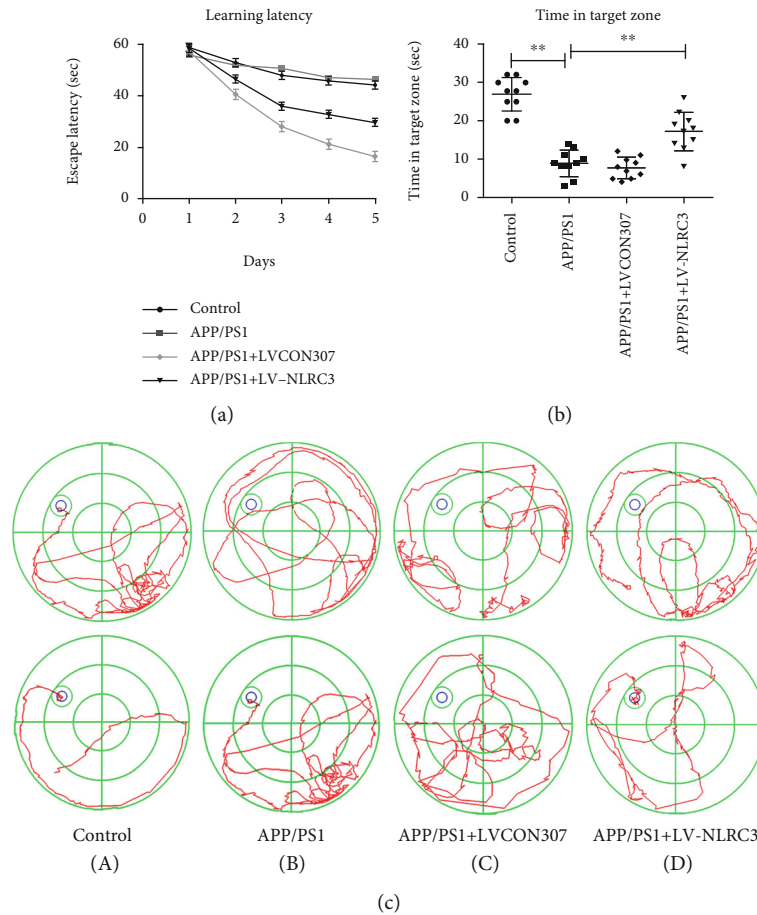 Learning latency
60
40
20
0
Escape latency (sec)
0 1 2 3 4 5
Days
Control
APP/PS1
APP/PS1+LVCON307
APP/PS1+LV–NLRC3
(a)
Time in target zone
40
30
20
10
0
Time in target zone (sec)
** **
Control
APP/PS1
APP/PS1+LVCON307
APP/PS1+LV-NLRC3
(b)
Control APP/PS1 APP/PS1+LVCON307 APP/PS1+LV-NLRC3
(A) (B) (C) (D)
(c)